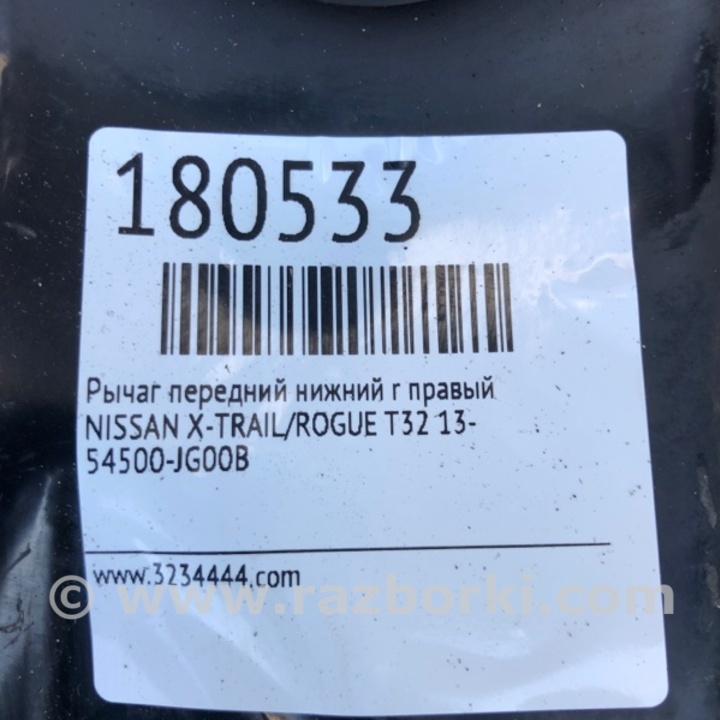 180533
Рычаг передний нижний r правый
NISSAN X-TRAIL/ROGUE T32 13-
54500-JG00B
www.3234444.com
© www.razborki.com